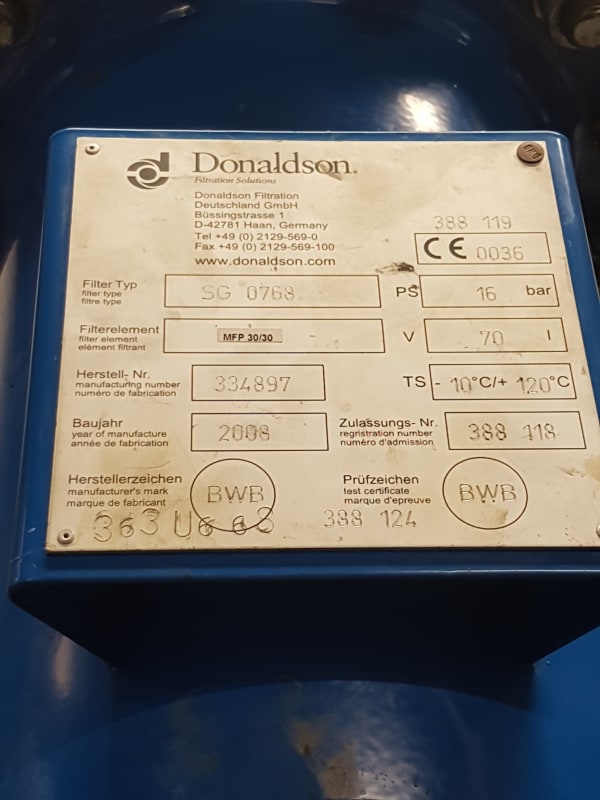 Donaldson.
Filtration Solutions
Donaldson Filtration
Deutschland GmbH
Büssingstrasse 1
D-42781 Haan, Germany
Tel +49 (0) 2129-569-0
Fax +49 (0) 2129-569-100
www.donaldson.com
388 119
CE 0036
Filter Typ
filter type
filtre type
SG 0768
PS 16 bar
Filterelement
filter element
elément filtrant
MFP 30/30
V 70 l
Herstell- Nr.
manufacturing number
numéro de fabrication
334897
TS - 10°C/+ 120°C
Baujahr
year of manufacture
année de fabrication
2008
Zulassungs- Nr.
regristration number
numéro d'admission
388 118
Herstellerzeichen
manufacturer's mark
marque de fabricant
BWB
Prüfzeichen
test certificate
marque d'epreuve
BWB
388 124